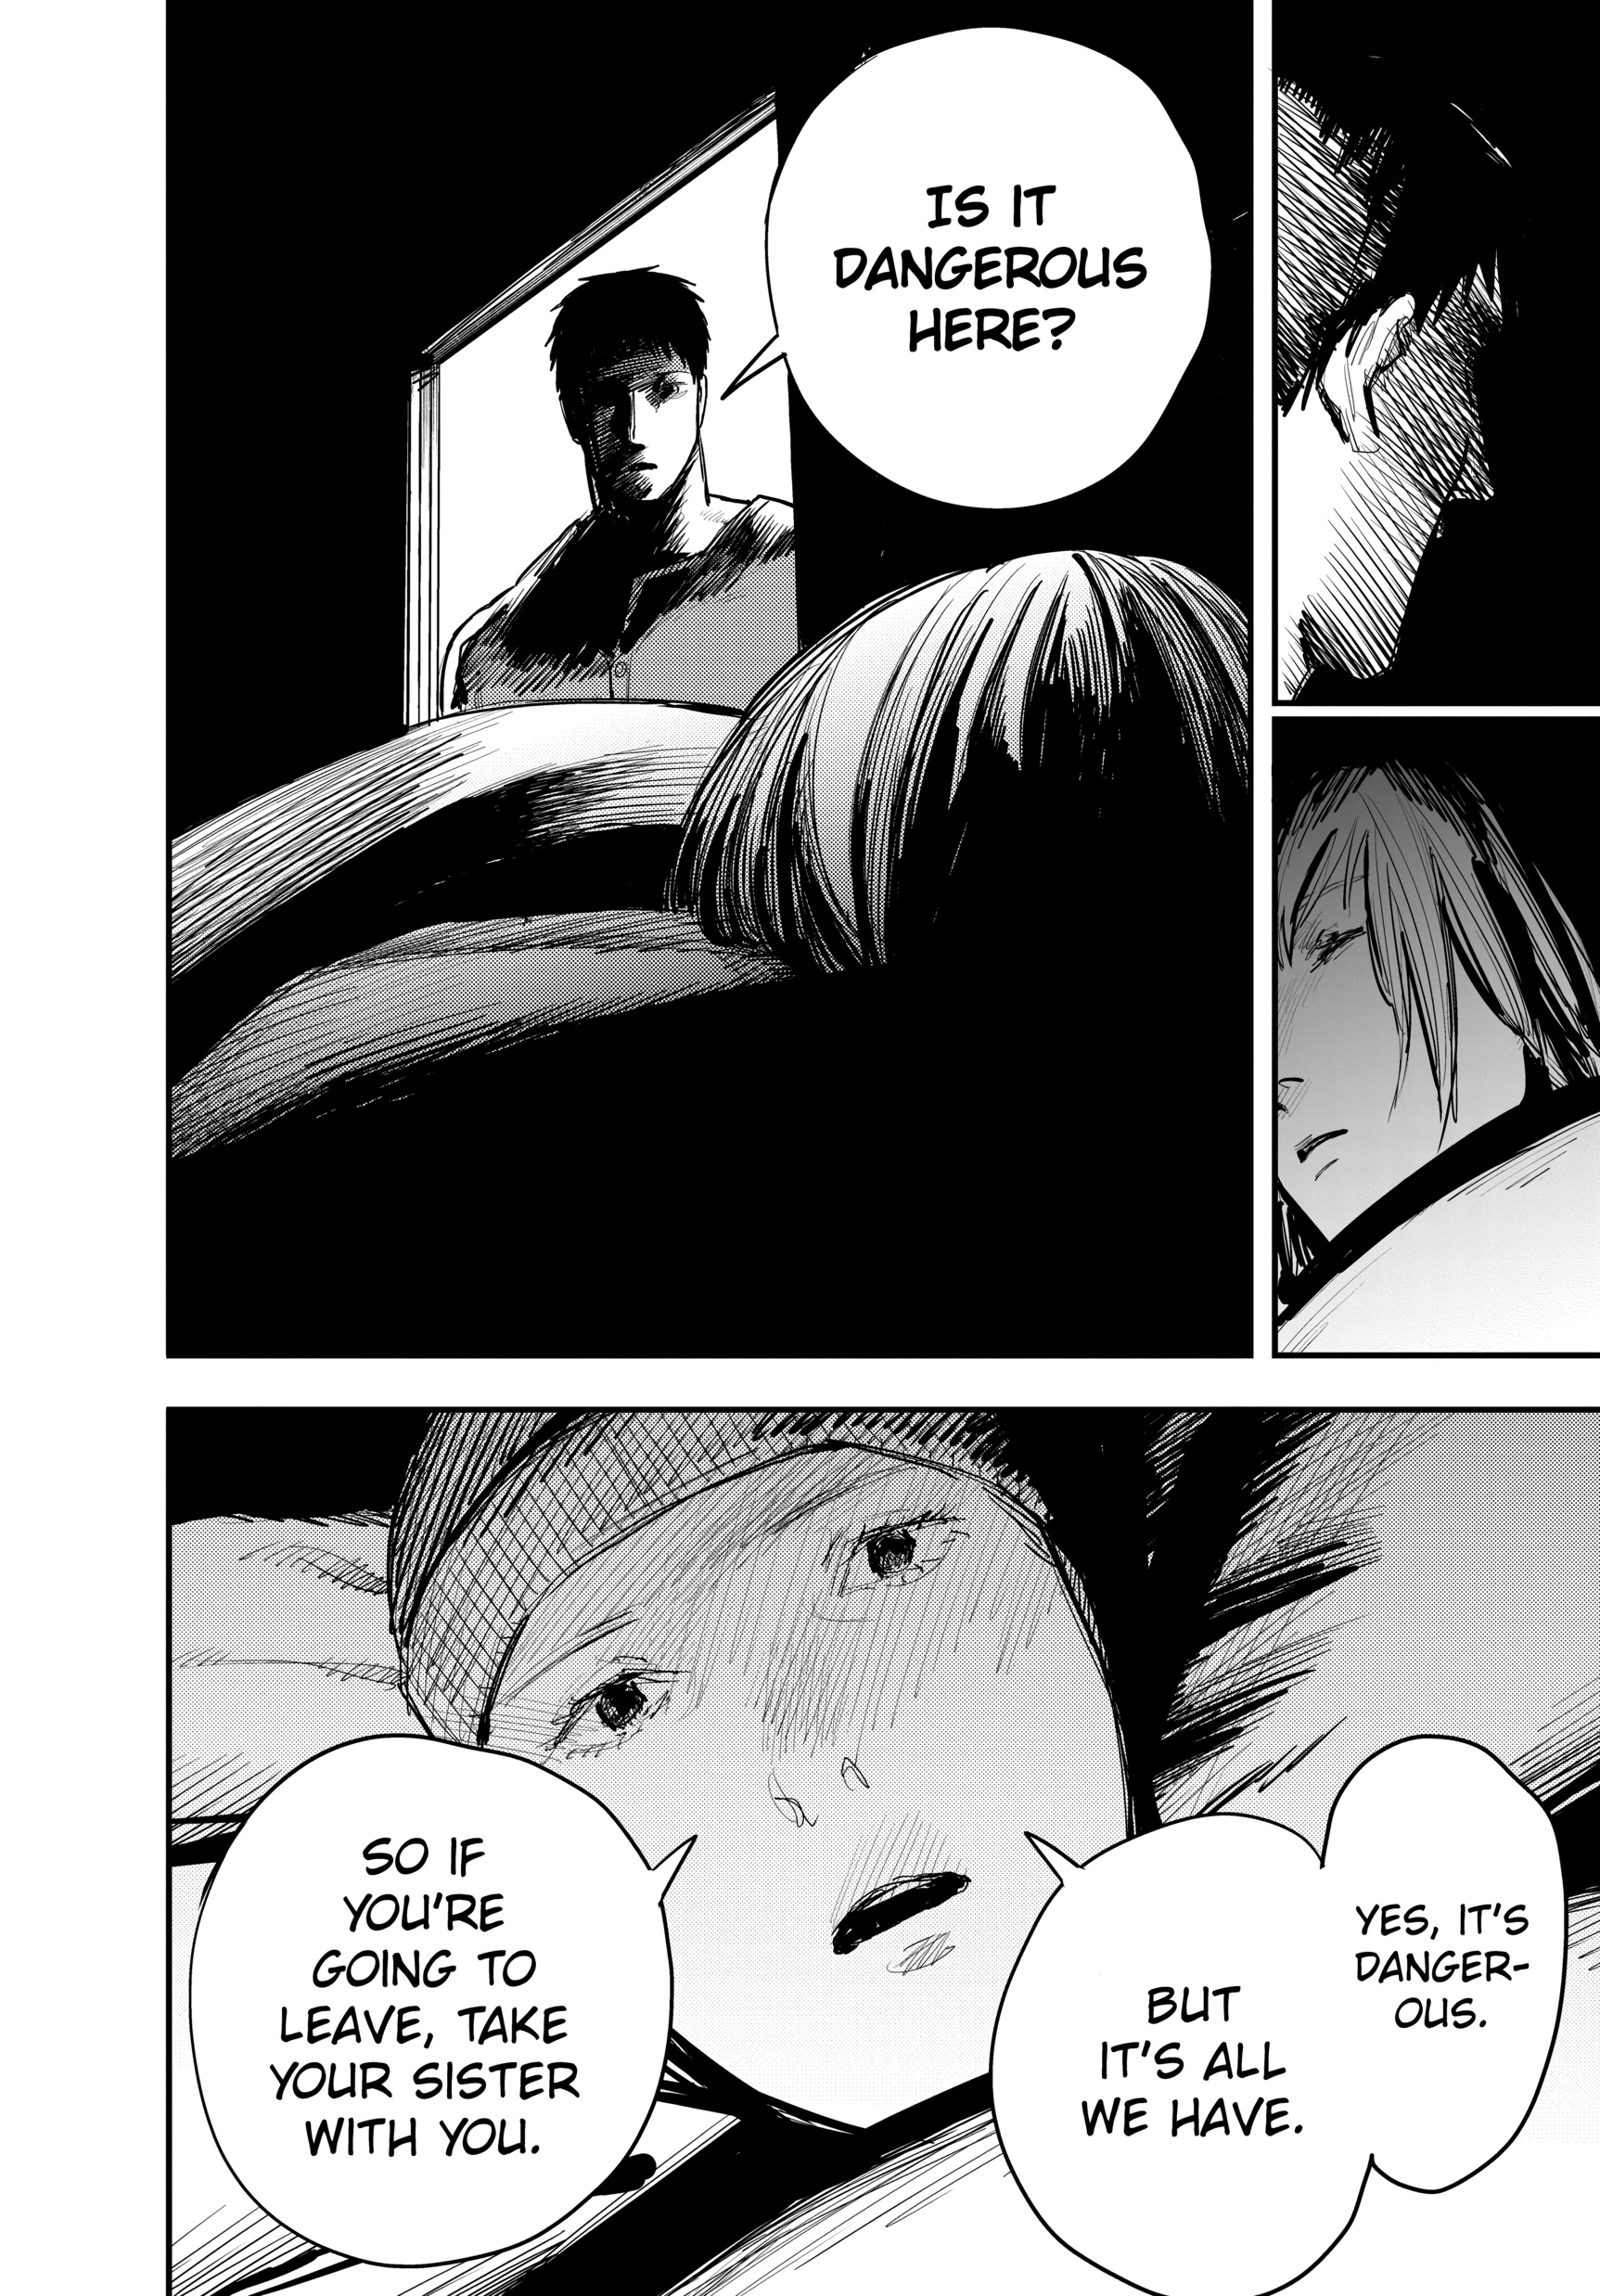 IS IT
DANGEROUS
HERE?
YES, IT'S
DANGER-
OUS.
BUT
IT'S ALL
WE HAVE.
SO IF
YOU'RE
GOING TO
LEAVE, TAKE
YOUR SISTER
WITH YOU.